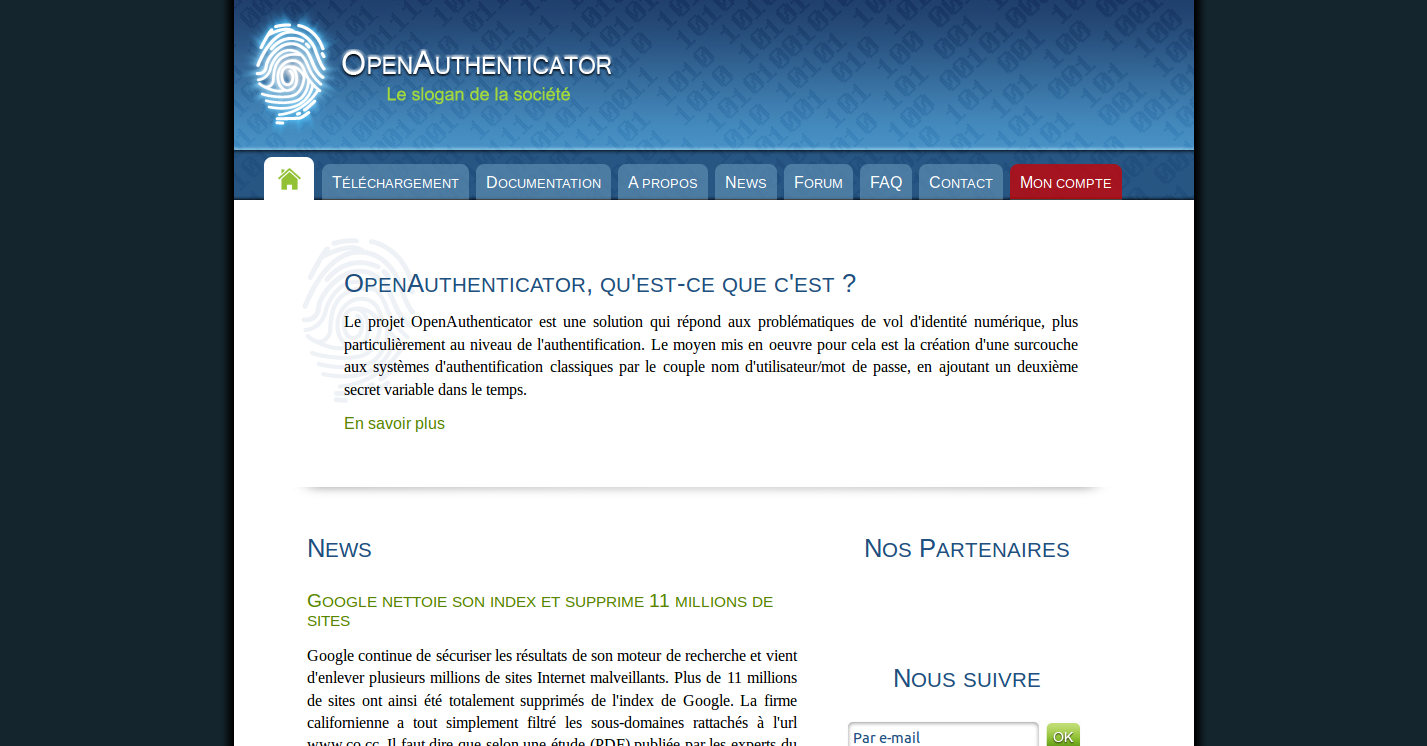 OpenAuthenticator
Le slogan de la société
Téléchargement Documentation A propos News Forum FAQ Contact Mon compte
OpenAuthenticator, qu'est-ce que c'est ?
Le projet OpenAuthenticator est une solution qui répond aux problématiques de vol d'identité numérique, plus
particulièrement au niveau de l'authentification. Le moyen mis en oeuvre pour cela est la création d'une surcouche
aux systèmes d'authentification classiques par le couple nom d'utilisateur/mot de passe, en ajoutant un deuxième
secret variable dans le temps.
En savoir plus
News
Google nettoie son index et supprime 11 millions de
sites
Google continue de sécuriser les résultats de son moteur de recherche et vient
d'enlever plusieurs millions de sites Internet malveillants. Plus de 11 millions
de sites ont ainsi été totalement supprimés de l'index de Google. La firme
californienne a tout simplement filtré les sous-domaines rattachés à l'url
www.co.cc. Il faut dire que selon une étude (PDF) publiée par les experts du
Nos Partenaires
Nous suivre
Par e-mail OK